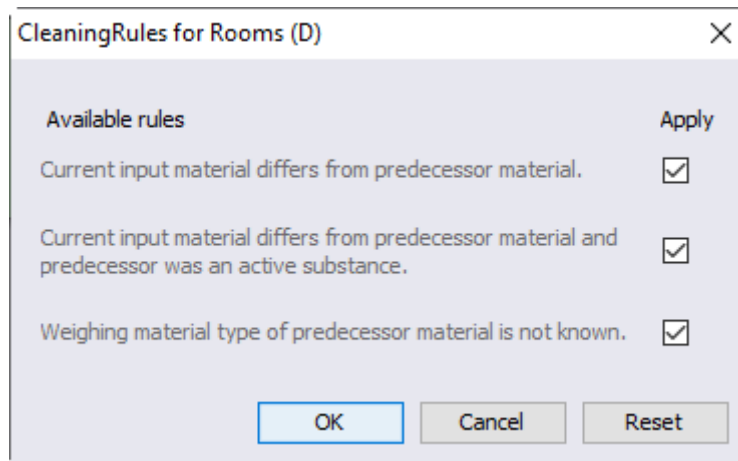 CleaningRules for Rooms (D)
Available rules
Apply
Current input material differs from predecessor material.
Current input material differs from predecessor material and
predecessor was an active substance.
Weighing material type of predecessor material is not known.
OK
Cancel
Reset